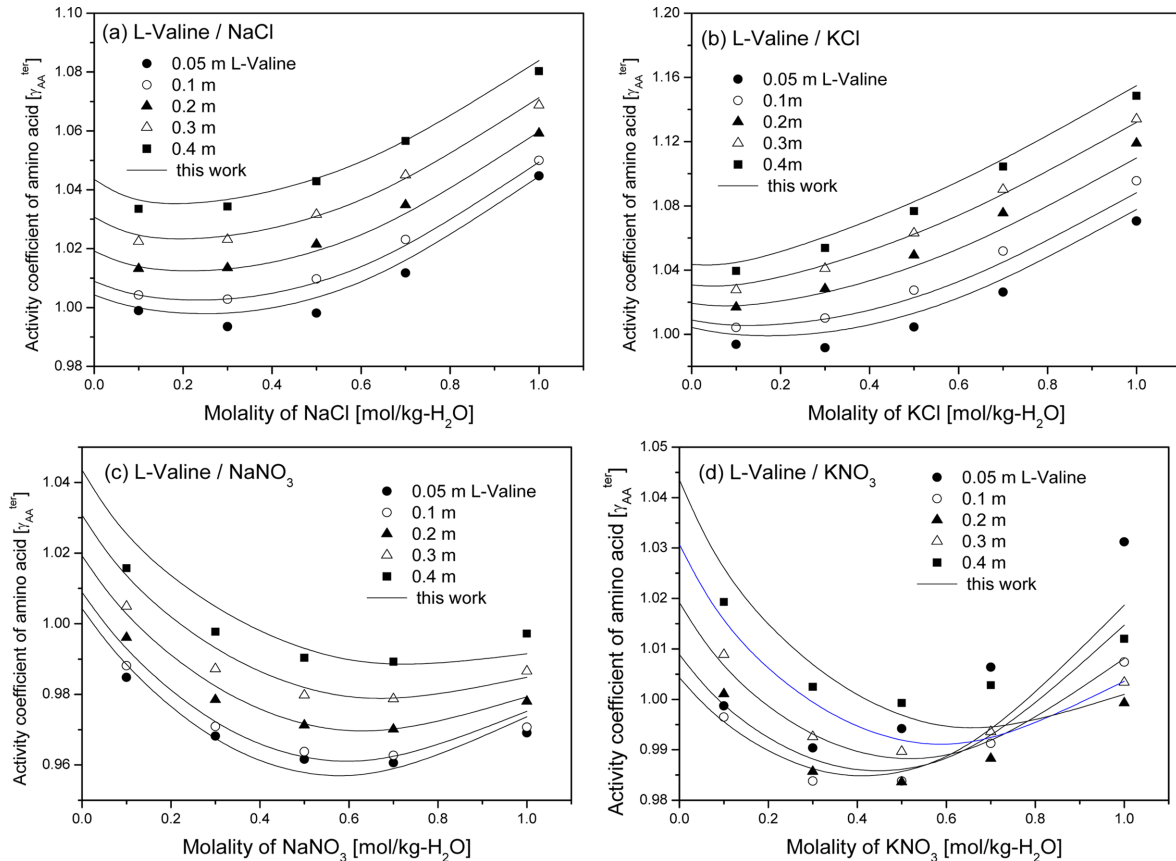 (a) L-Valine / NaCl
0.05 m L-Valine
0.1 m
0.2 m
0.3 m
0.4 m
this work
1.10
1.08
1.06
1.04
1.02
1.00
0.98
Activity coefficient of amino acid [γAA^ter]
0.0 0.2 0.4 0.6 0.8 1.0
Molality of NaCl [mol/kg-H2O]
(b) L-Valine / KCl
0.05 m L-Valine
0.1m
0.2m
0.3m
0.4m
this work
1.20
1.16
1.12
1.08
1.04
1.00
Activity coefficient of amino acid [γAA^ter]
0.0 0.2 0.4 0.6 0.8 1.0
Molality of KCl [mol/kg-H2O]
(c) L-Valine / NaNO3
0.05 m L-Valine
0.1 m
0.2 m
0.3 m
0.4 m
this work
1.04
1.02
1.00
0.98
0.96
Activity coefficient of amino acid [γAA^ter]
0.0 0.2 0.4 0.6 0.8 1.0
Molality of NaNO3 [mol/kg-H2O]
(d) L-Valine / KNO3
0.05 m L-Valine
0.1 m
0.2 m
0.3 m
0.4 m
this work
1.05
1.04
1.03
1.02
1.01
1.00
0.99
0.98
Activity coefficient of amino acid [γAA^ter]
0.0 0.2 0.4 0.6 0.8 1.0
Molality of KNO3 [mol/kg-H2O]